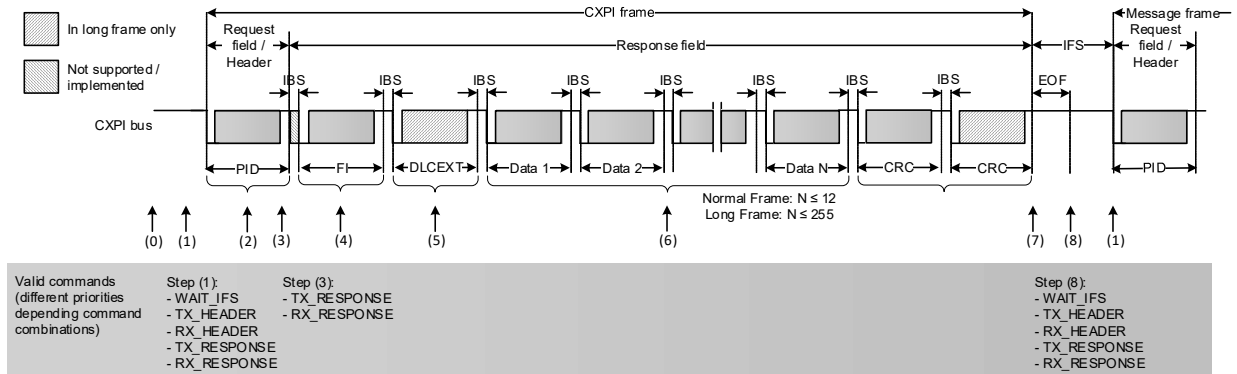 CXPI frame
Message frame
In long frame only
Request
field /
Header
Response field
IFS
Request
field /
Header
Not supported /
implemented
IBS
IBS
IBS
IBS
IBS
IBS
IBS
IBS
EOF
CXPI bus
PID
FI
DLCEXT
Data 1
Data 2
Data N
CRC
CRC
PID
Normal Frame: N ≤ 12
Long Frame: N ≤ 255
(0)
(1)
(2)
(3)
(4)
(5)
(6)
(7)
(8)
(1)
Valid commands
(different priorities
depending command
combinations)
Step (1):
- WAIT_IFS
- TX_HEADER
- RX_HEADER
- TX_RESPONSE
- RX_RESPONSE
Step (3):
- TX_RESPONSE
- RX_RESPONSE
Step (8):
- WAIT_IFS
- TX_HEADER
- RX_HEADER
- TX_RESPONSE
- RX_RESPONSE